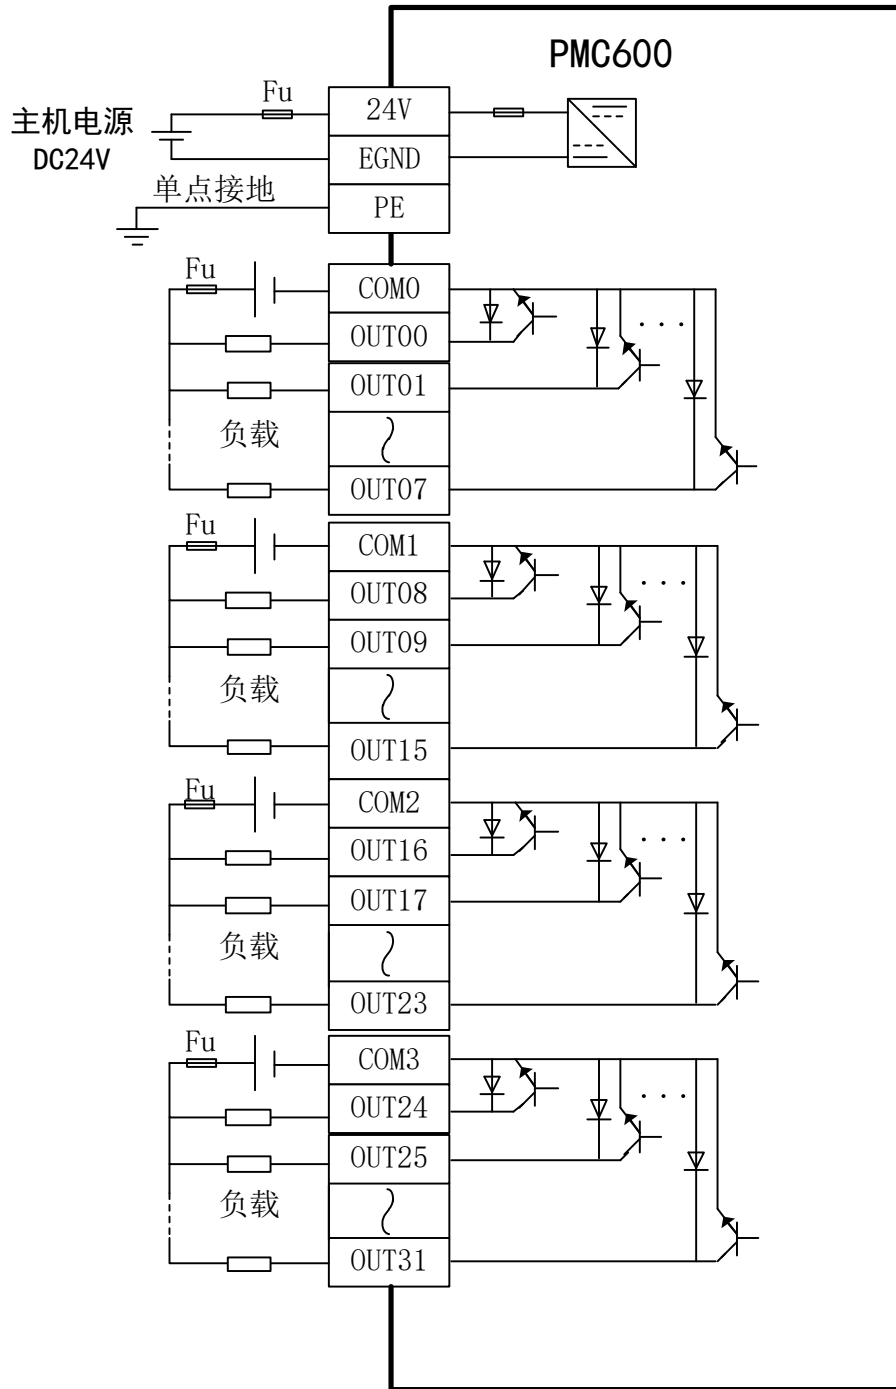 PMC600
Fu
24V
主机电源
DC24V
EGND
单点接地
PE
Fu
COM0
OUT00
OUT01
负载
OUT07
Fu
COM1
OUT08
OUT09
负载
OUT15
Fu
COM2
OUT16
OUT17
负载
OUT23
Fu
COM3
OUT24
OUT25
负载
OUT31